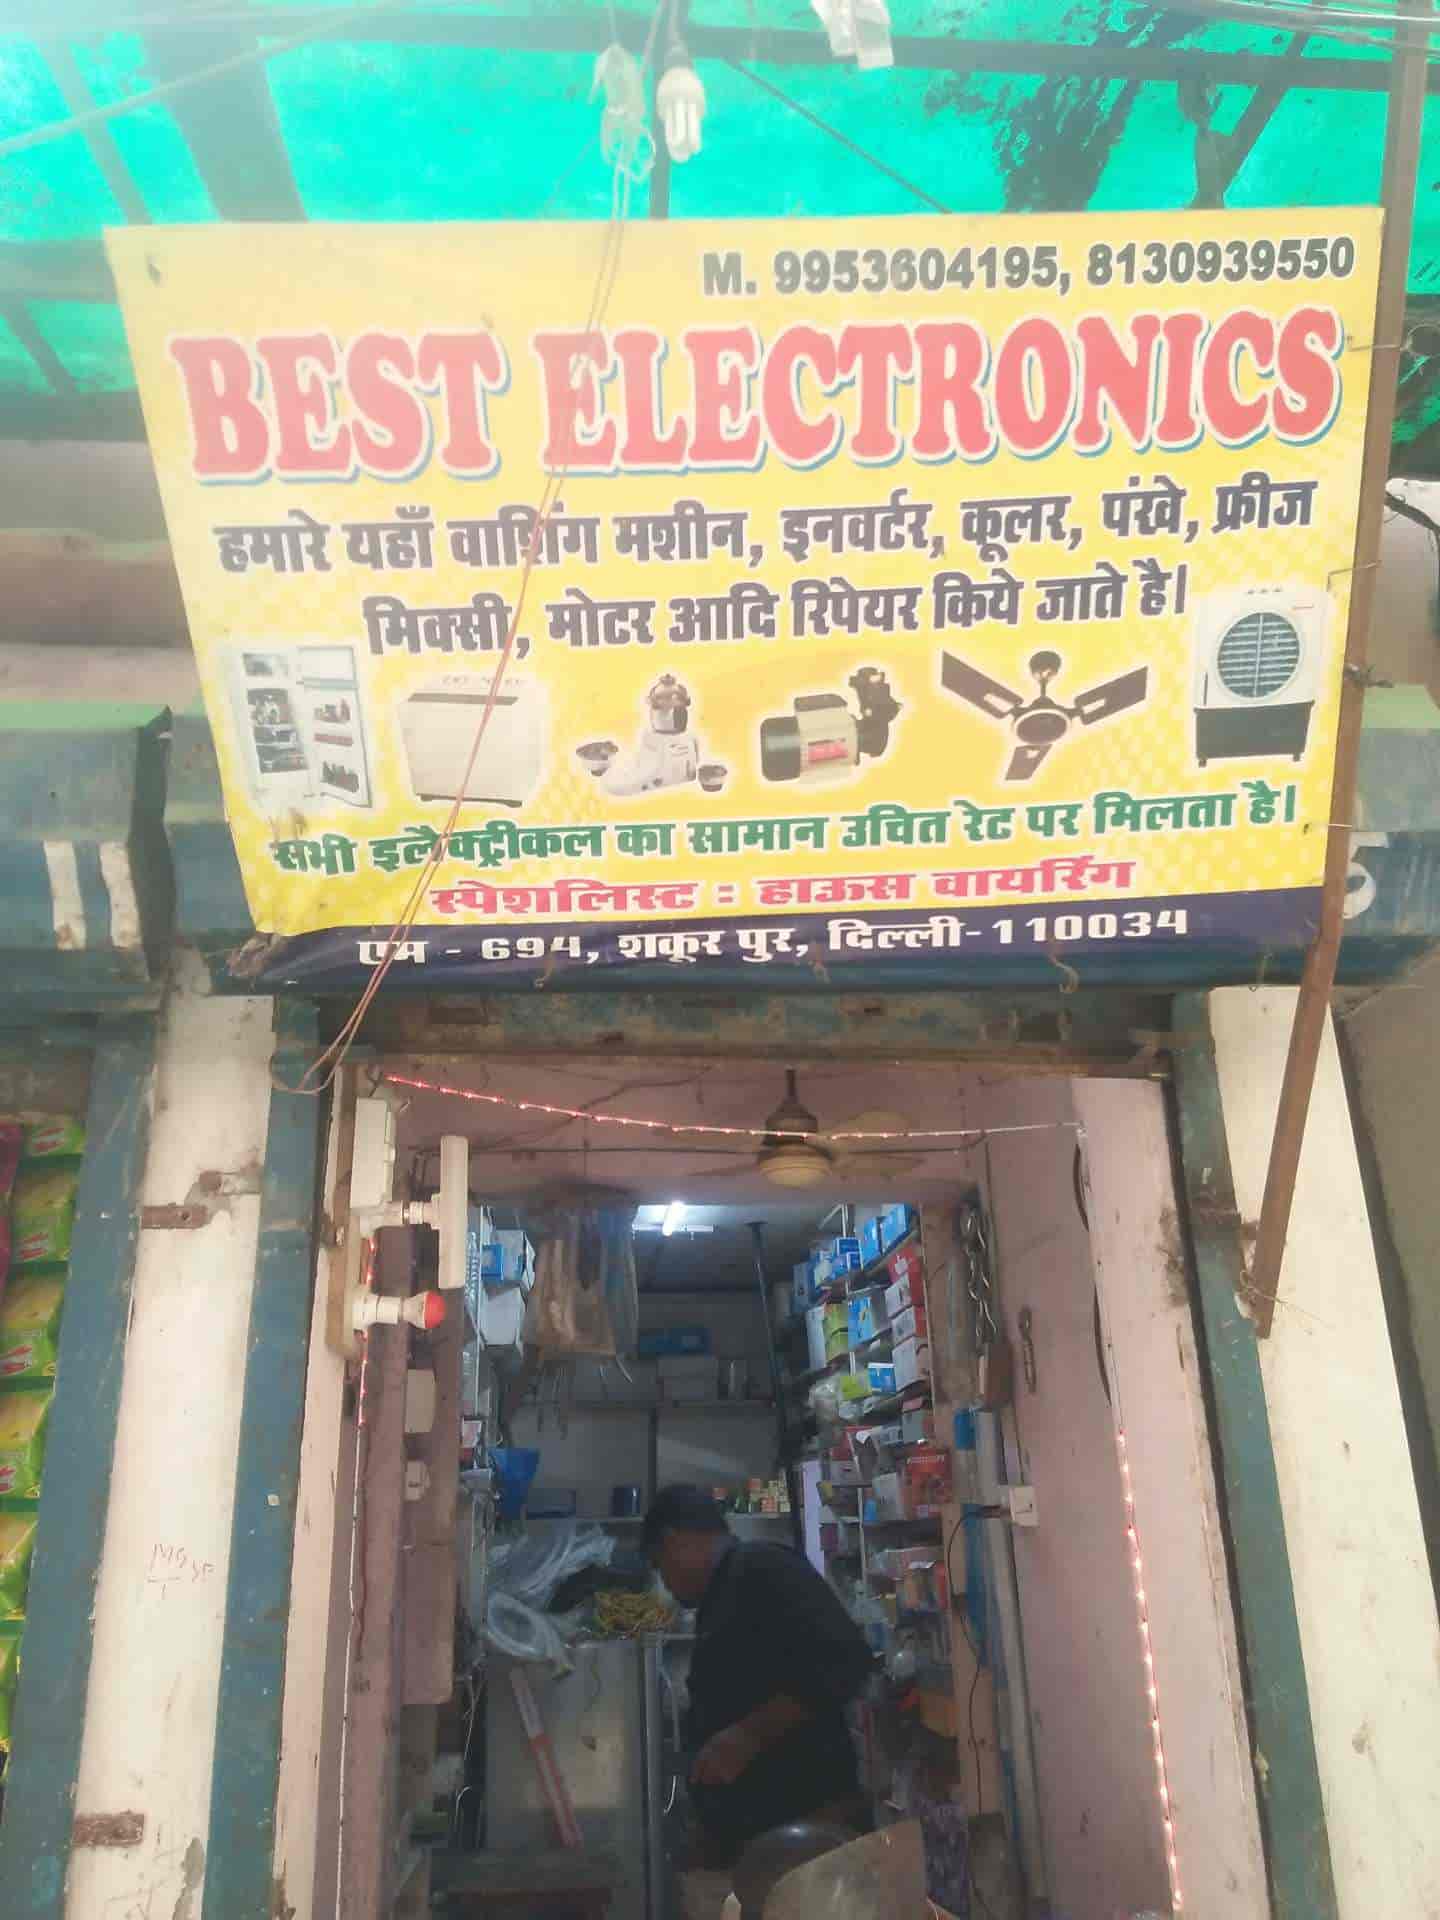 M. 9953604195, 8130939550
BEST ELECTRONICS
हमारे यहाँ वाशिंग मशीन, इनवर्टर, कूलर, पंखे, फ्रीज
मिक्सी, मोटर आदि रिपेयर किये जाते है।
सभी इलैक्ट्रीकल का सामान उचित रेट पर मिलता है।
स्पेशलिस्ट : हाऊस वायरिंग
एम - 694, शकूर पुर, दिल्ली-110034